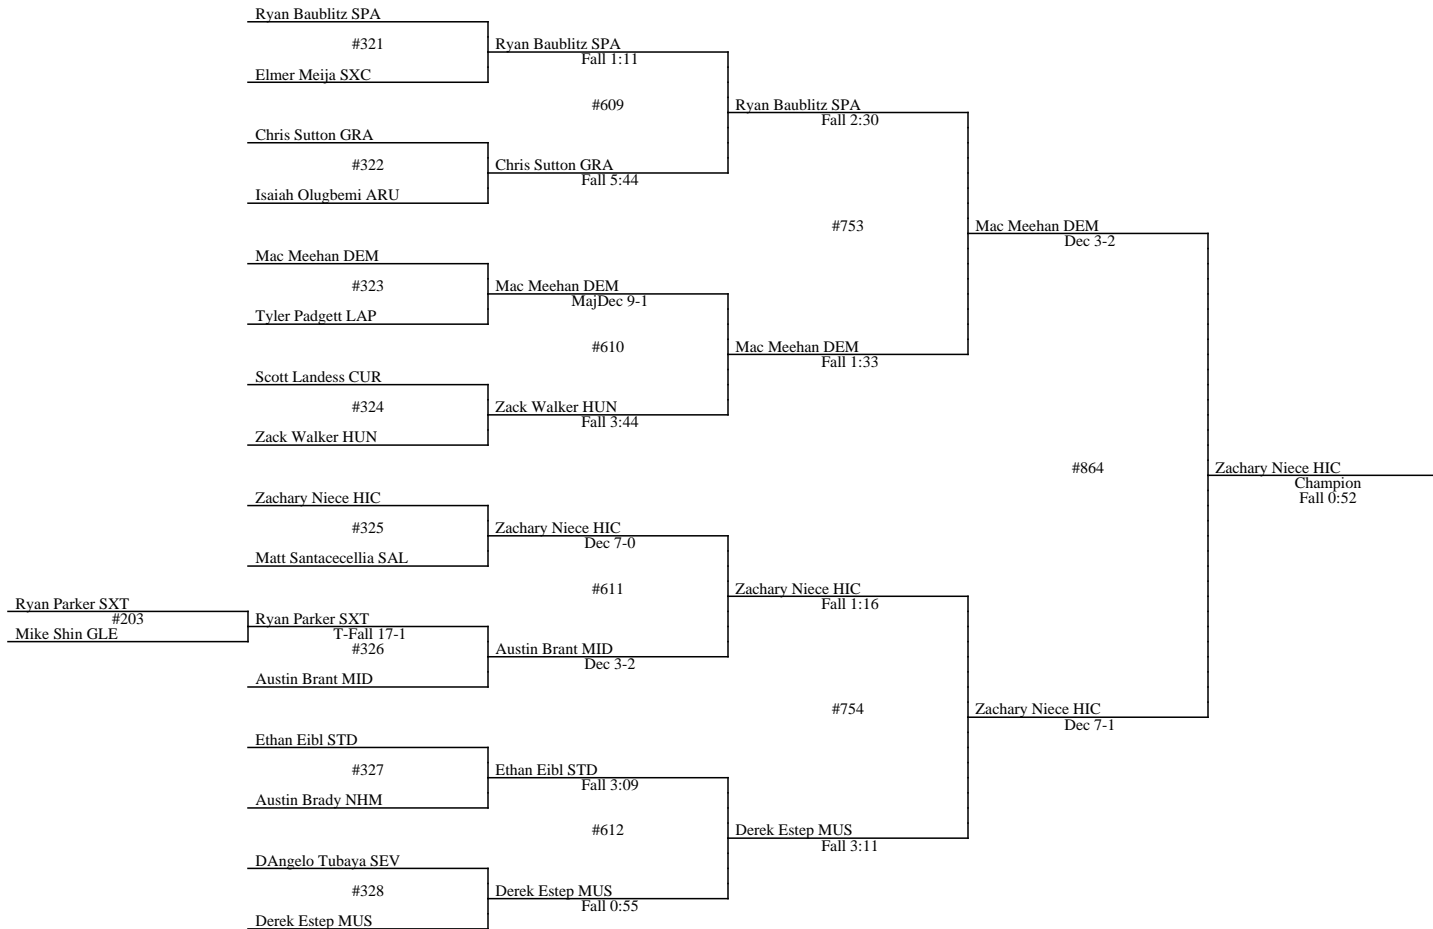 Ryan Baublitz SPA
#321
Ryan Baublitz SPA
Fall 1:11
Elmer Meija SXC
#609
Ryan Baublitz SPA
Fall 2:30
Chris Sutton GRA
#322
Chris Sutton GRA
Fall 5:44
Isaiah Olugbemi ARU
#753
Mac Meehan DEM
Dec 3-2
Mac Meehan DEM
#323
Mac Meehan DEM
MajDec 9-1
Tyler Padgett LAP
#610
Mac Meehan DEM
Fall 1:33
Scott Landess CUR
#324
Zack Walker HUN
Fall 3:44
Zack Walker HUN
#864
Zachary Niece HIC
Champion
Fall 0:52
Zachary Niece HIC
#325
Zachary Niece HIC
Dec 7-0
Matt Santacecellia SAL
#611
Zachary Niece HIC
Fall 1:16
Ryan Parker SXT
#203
Mike Shin GLE
Ryan Parker SXT
T-Fall 17-1
#326
Austin Brant MID
Dec 3-2
Austin Brant MID
#754
Zachary Niece HIC
Dec 7-1
Ethan Eibl STD
#327
Ethan Eibl STD
Fall 3:09
Austin Brady NHM
#612
Derek Estep MUS
Fall 3:11
DAngelo Tubaya SEV
#328
Derek Estep MUS
Fall 0:55
Derek Estep MUS